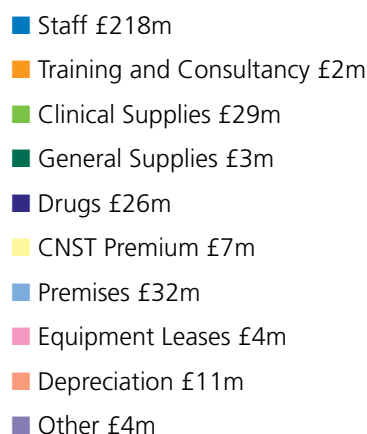 Staff £218m
Training and Consultancy £2m
Clinical Supplies £29m
General Supplies £3m
Drugs £26m
CNST Premium £7m
Premises £32m
Equipment Leases £4m
Depreciation £11m
Other £4m